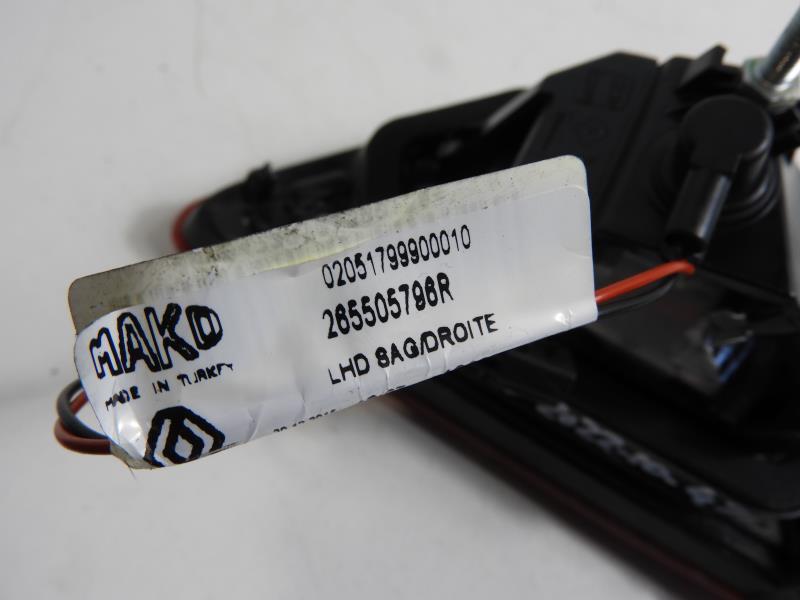 02051799900010
265505796R
LHD SAG/DROITE
MAKO
MADE IN TURKEY